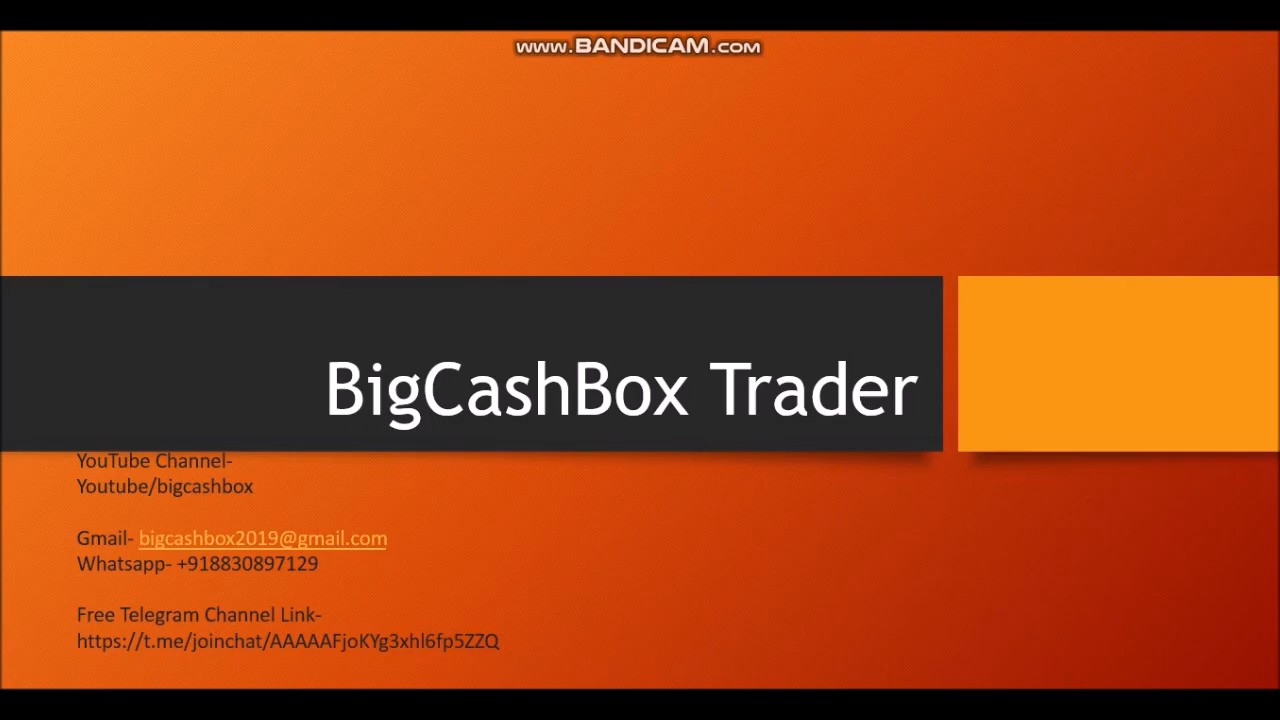 www.BANDICAM.com
BigCashBox Trader
YouTube Channel-
Youtube/bigcashbox
Gmail- bigcashbox2019@gmail.com
Whatsapp- +918830897129
Free Telegram Channel Link-
https://t.me/joinchat/AAAAAFjoKYg3xhl6fp5ZZQ